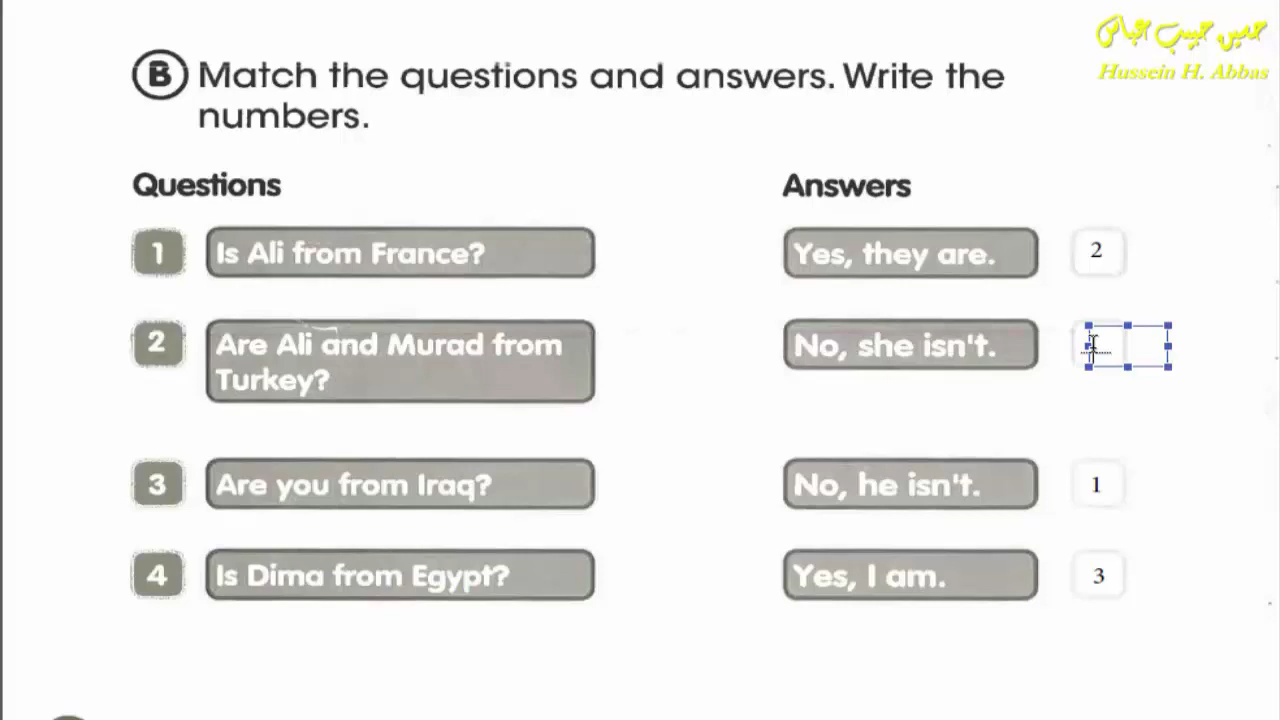 حسين حبيب عباس
Hussein H. Abbas
B Match the questions and answers. Write the
numbers.
Questions Answers
1 Is Ali from France? Yes, they are. 2
2 Are Ali and Murad from No, she isn't.
Turkey?
3 Are you from Iraq? No, he isn't. 1
4 Is Dima from Egypt? Yes, I am. 3